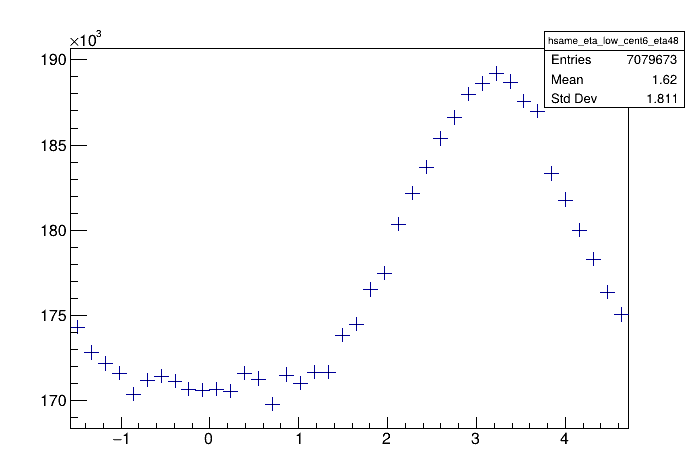 ×10³
hsame_eta_low_cent6_eta48
Entries 7079673
Mean 1.62
Std Dev 1.811
190
185
180
175
170
−1 0 1 2 3 4